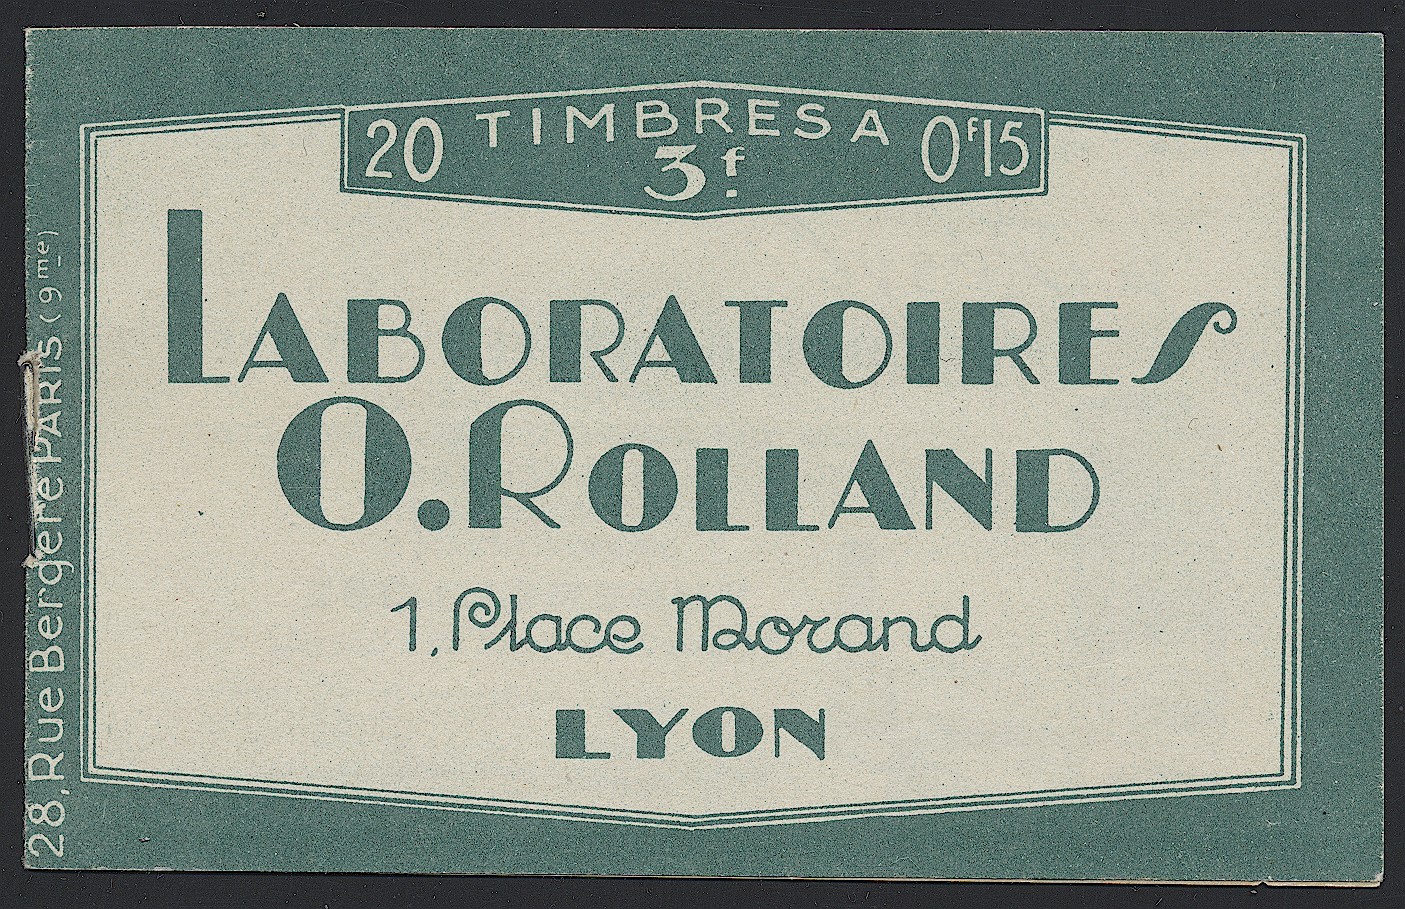 20 TIMBRES A 0F15
3f.
LABORATOIRES
O. ROLLAND
1, Place Morand
LYON
28, Rue Bergère PARIS (9me)